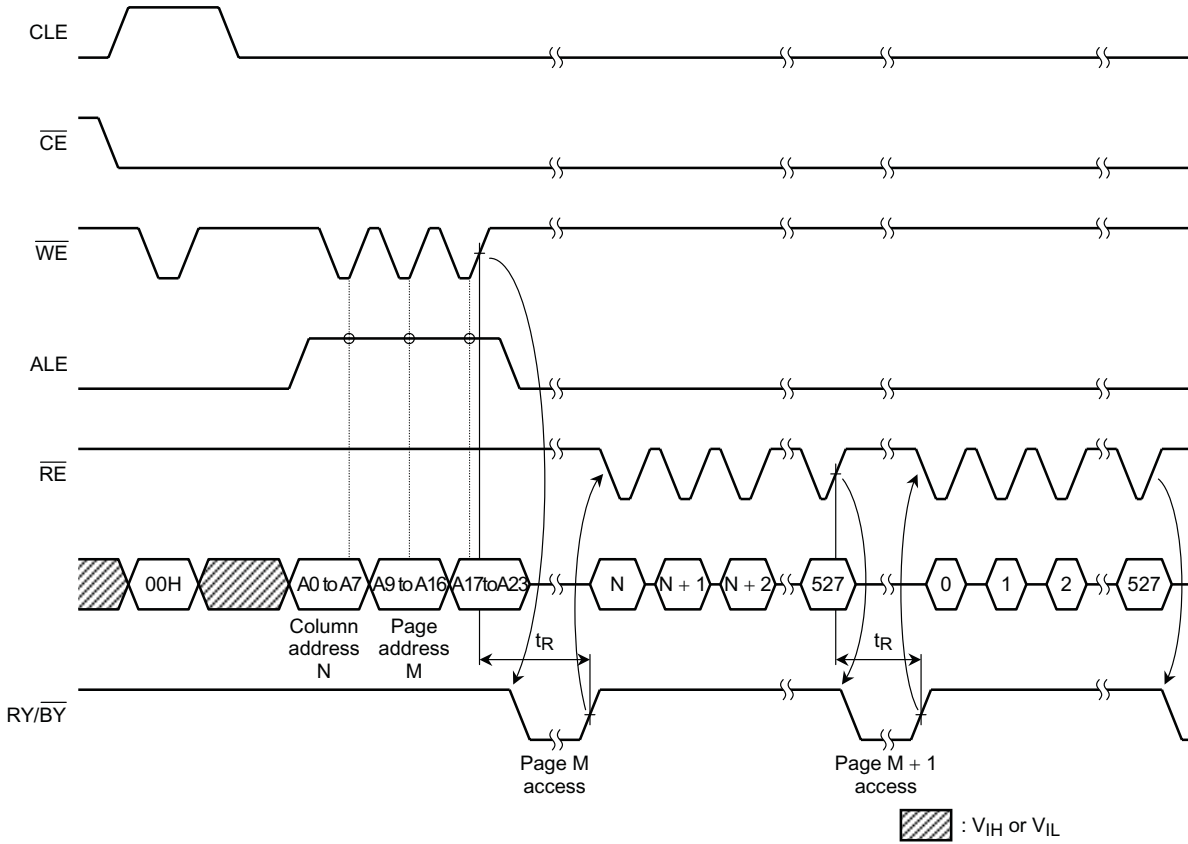 CLE
CE
WE
ALE
RE
00H A0 to A7 A9 to A16 A17 to A23 N N + 1 N + 2 527 0 1 2 527
Column address N
Page address M
tR
tR
RY/BY
Page M access
Page M + 1 access
: VIH or VIL